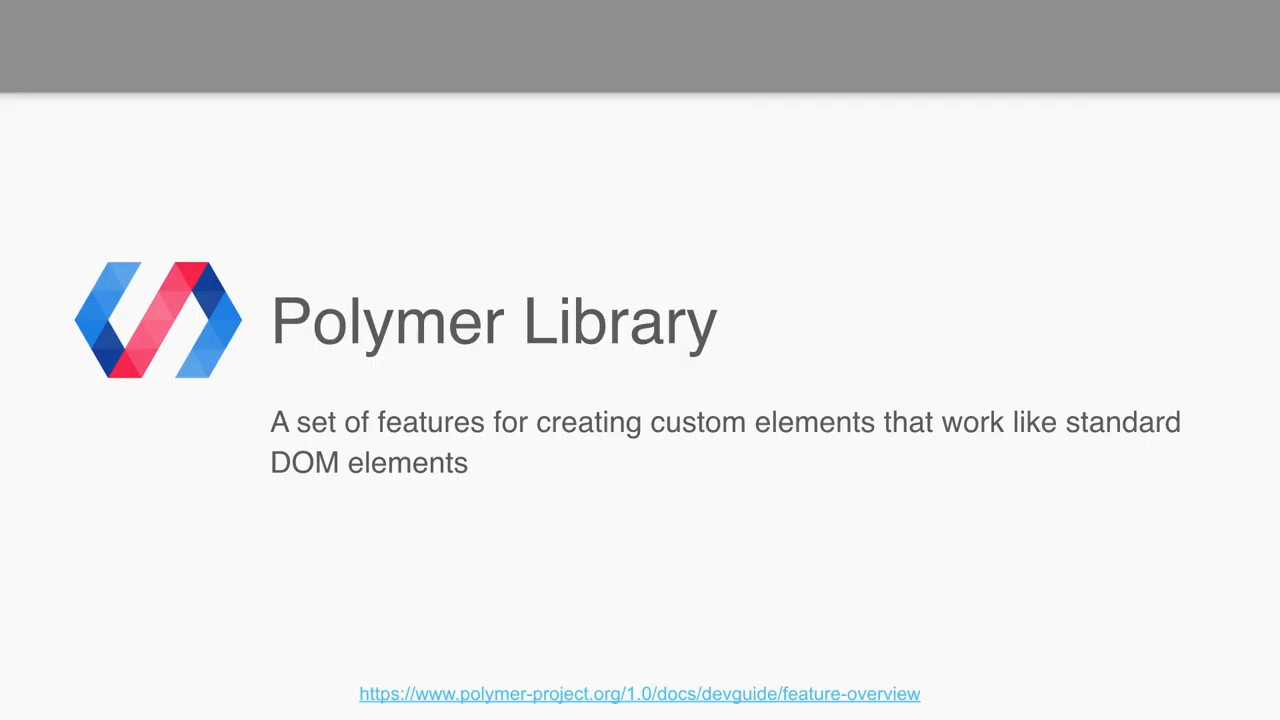 Polymer Library
A set of features for creating custom elements that work like standard
DOM elements
https://www.polymer-project.org/1.0/docs/devguide/feature-overview